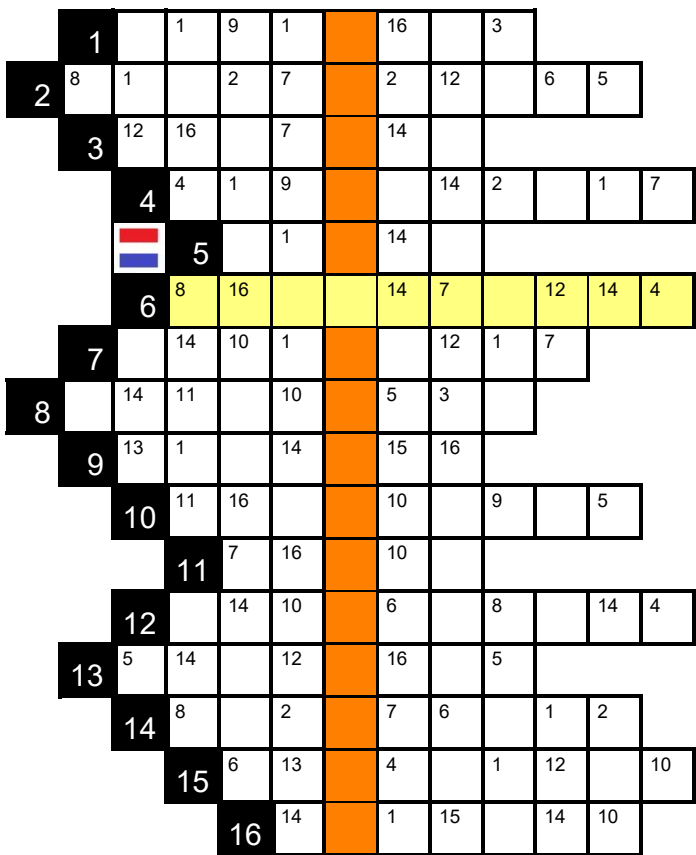 1 1 9 1 16 3
2 8 1 2 7 2 12 6 5
3 12 16 7 14
4 4 1 9 14 2 1 7
5 1 14
6 8 16 14 7 12 14 4
7 14 10 1 12 1 7
8 14 11 10 5 3
9 13 1 14 15 16
10 11 16 10 9 5
11 7 16 10
12 14 10 6 8 14 4
13 5 14 12 16 5
14 8 2 7 6 1 2
15 6 13 4 1 12 10
16 14 1 15 14 10